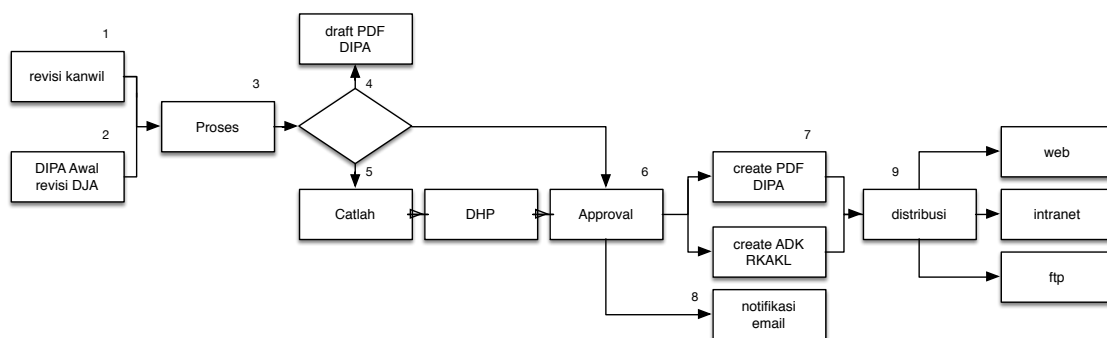 1
revisi kanwil
2
DIPA Awal
revisi DJA
3
Proses
draft PDF
DIPA
4
5
Catlah
DHP
6
Approval
7
create PDF
DIPA
create ADK
RKAKL
8
notifikasi
email
9
distribusi
web
intranet
ftp